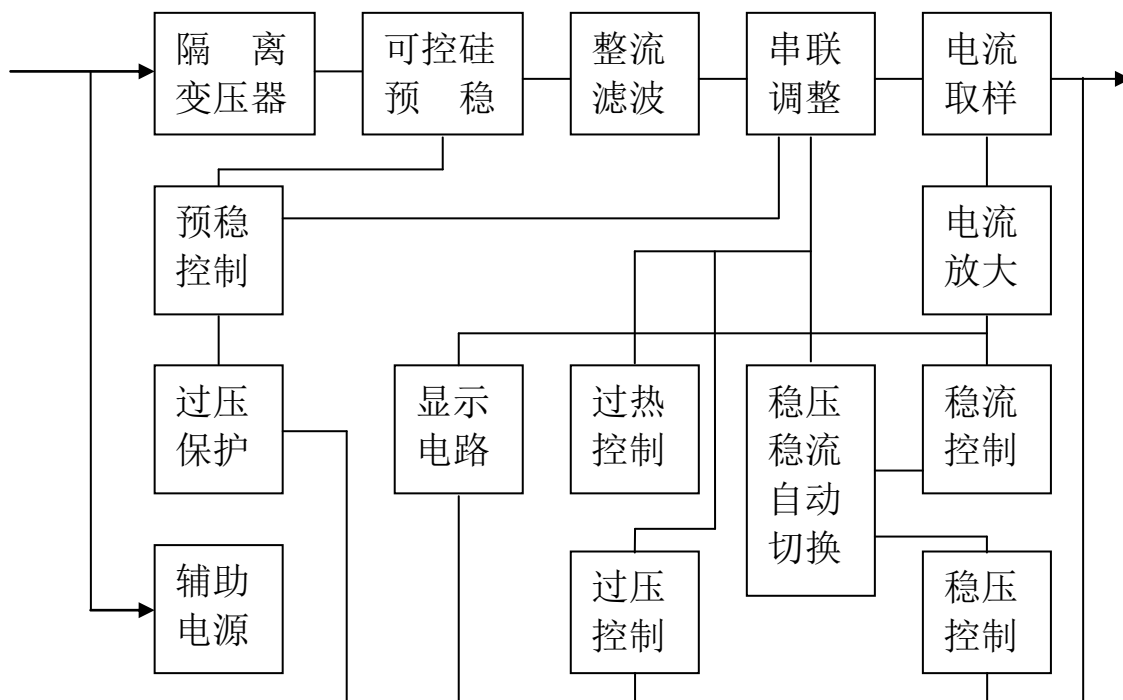 隔 离
变压器
可控硅
预 稳
整流
滤波
串联
调整
电流
取样
预稳
控制
电流
放大
过压
保护
显示
电路
过热
控制
稳压
稳流
自动
切换
稳流
控制
辅助
电源
过压
控制
稳压
控制